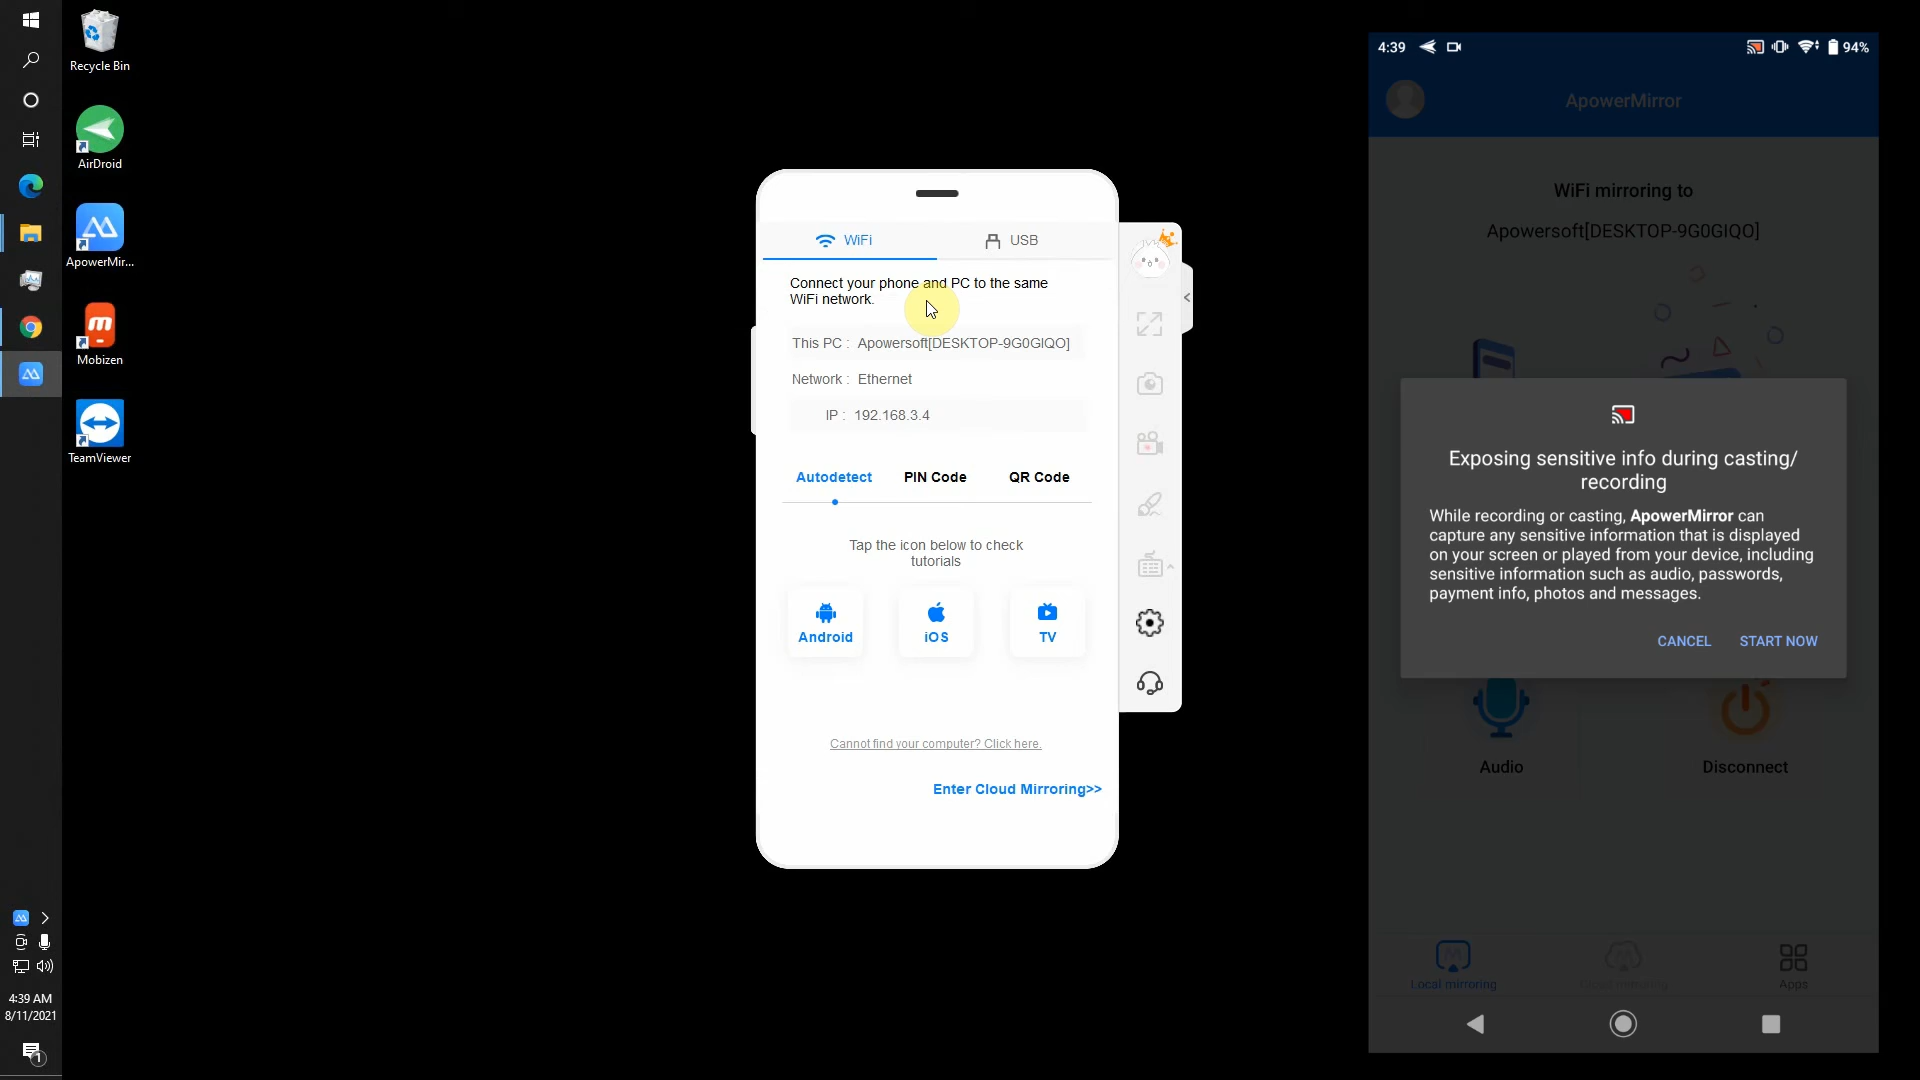 Recycle Bin
AirDroid
ApowerMir...
Mobizen
TeamViewer
4:39 AM
8/11/2021
1
WiFi
USB
Connect your phone and PC to the same
WiFi network.
This PC : Apowersoft[DESKTOP-9G0GIQO]
Network : Ethernet
IP : 192.168.3.4
Autodetect
PIN Code
QR Code
Tap the icon below to check
tutorials
Android
iOS
TV
Cannot find your computer? Click here.
Enter Cloud Mirroring>>
4:39
94%
ApowerMirror
WiFi mirroring to
Apowersoft[DESKTOP-9G0GIQO]
Exposing sensitive info during casting/
recording
While recording or casting, ApowerMirror can
capture any sensitive information that is displayed
on your screen or played from your device, including
sensitive information such as audio, passwords,
payment info, photos and messages.
CANCEL
START NOW
Audio
Disconnect
Local mirroring
Cloud mirroring
Apps